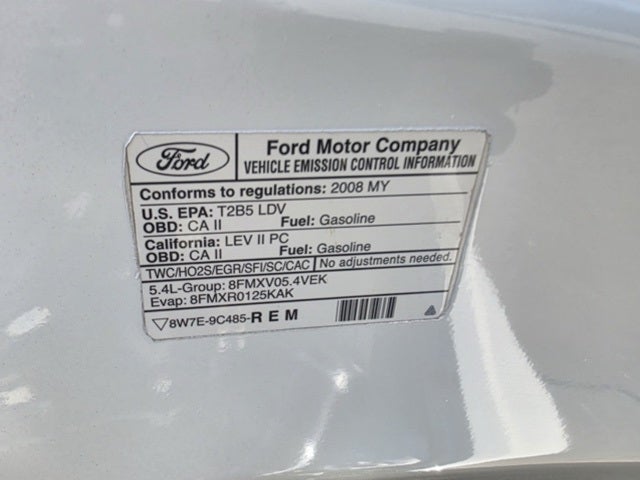 Ford
Ford Motor Company
VEHICLE EMISSION CONTROL INFORMATION
Conforms to regulations: 2008 MY
U.S. EPA: T2B5 LDV
OBD: CA II Fuel: Gasoline
California: LEV II PC
OBD: CA II Fuel: Gasoline
TWC/HO2S/EGR/SFI/SC/CAC No adjustments needed.
5.4L-Group: 8FMXV05.4VEK
Evap: 8FMXR0125KAK
8W7E-9C485-REM